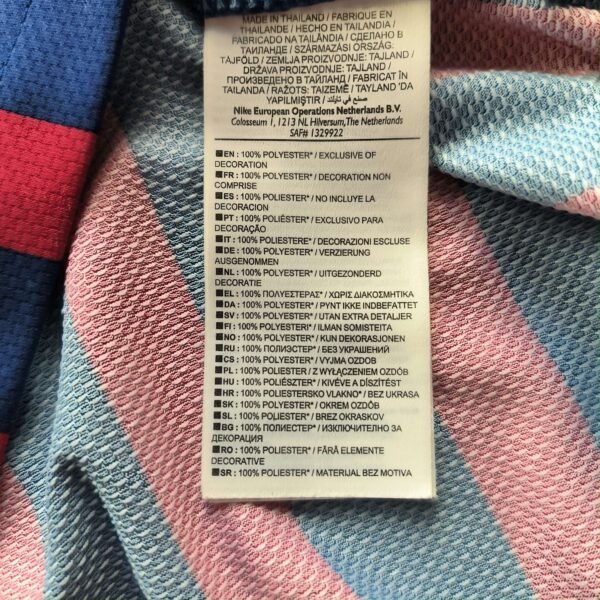 MADE IN THAILAND / FABRIQUE EN
THAILANDE / HECHO EN TAILANDIA /
FABRICADO NA TAILÂNDIA / СДЕЛАНО В
ТАИЛАНДЕ / SZÁRMAZÁSI ORSZÁG:
TAJFÖLD / ZEMLJA PROIZVODNJE: TAJLAND /
DRŽAVA PROIZVODNJE: TAJLAND /
ПРОИЗВЕДЕНО В ТАЙЛАНД / FABRICAT ÎN
TAILANDA / RAŽOTS: TAIZEMĒ / TAYLAND 'DA
YAPILMIŞTIR / صنع في تايلاند
Nike European Operations Netherlands B.V.
Colosseum 1, 1213 NL Hilversum, The Netherlands
SAF# 1329922
EN : 100% POLYESTER* / EXCLUSIVE OF
DECORATION
FR : 100% POLYESTER* / DECORATION NON
COMPRISE
ES : 100% POLIESTER* / NO INCLUYE LA
DECORACION
PT : 100% POLIÉSTER* / EXCLUSIVO PARA
DECORAÇÃO
IT : 100% POLIESTERE* / DECORAZIONI ESCLUSE
DE : 100% POLYESTER* / VERZIERUNG
AUSGENOMMEN
NL : 100% POLYESTER* / UITGEZONDERD
DECORATIE
EL : 100% ΠΟΛΥΕΣΤΕΡΑΣ* / ΧΩΡΙΣ ΔΙΑΚΟΣΜΗΤΙΚΑ
DA : 100% POLYESTER* / PYNT IKKE INDBEFATTET
SV : 100% POLYESTER* / UTAN EXTRA DETALJER
FI : 100% POLYESTERI* / ILMAN SOMISTEITA
NO : 100% POLYESTER* / KUN DEKORASJONEN
RU : 100% ПОЛИЭСТЕР* / БЕЗ УКРАШЕНИЙ
CS : 100% POLYESTER* / VYJMA OZDOB
PL : 100% POLIESTER / Z WYŁĄCZENIEM OZDÓB
HU : 100% POLIÉSZTER* / KIVÉVE A DÍSZÍTÉST
HR : 100% POLIESTERSKO VLAKNO* / BEZ UKRASA
SK : 100% POLYESTER* / OKREM OZDÔB
SL : 100% POLIESTER* / BREZ OKRASKOV
BG : 100% ПОЛИЕСТЕР* / ИЗКЛЮЧИТЕЛНО ЗА
ДЕКОРАЦИЯ
RO : 100% POLIESTER* / FĂRĂ ELEMENTE
DECORATIVE
SR : 100% POLIESTER* / MATERIJAL BEZ MOTIVA